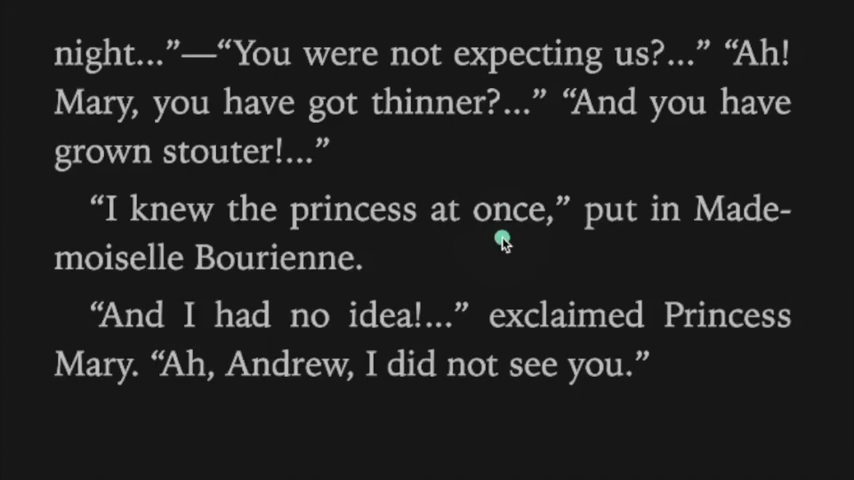 night...”—“You were not expecting us?...” “Ah!
Mary, you have got thinner?...” “And you have
grown stouter!...”
“I knew the princess at once,” put in Made-
moiselle Bourienne.
“And I had no idea!...” exclaimed Princess
Mary. “Ah, Andrew, I did not see you.”